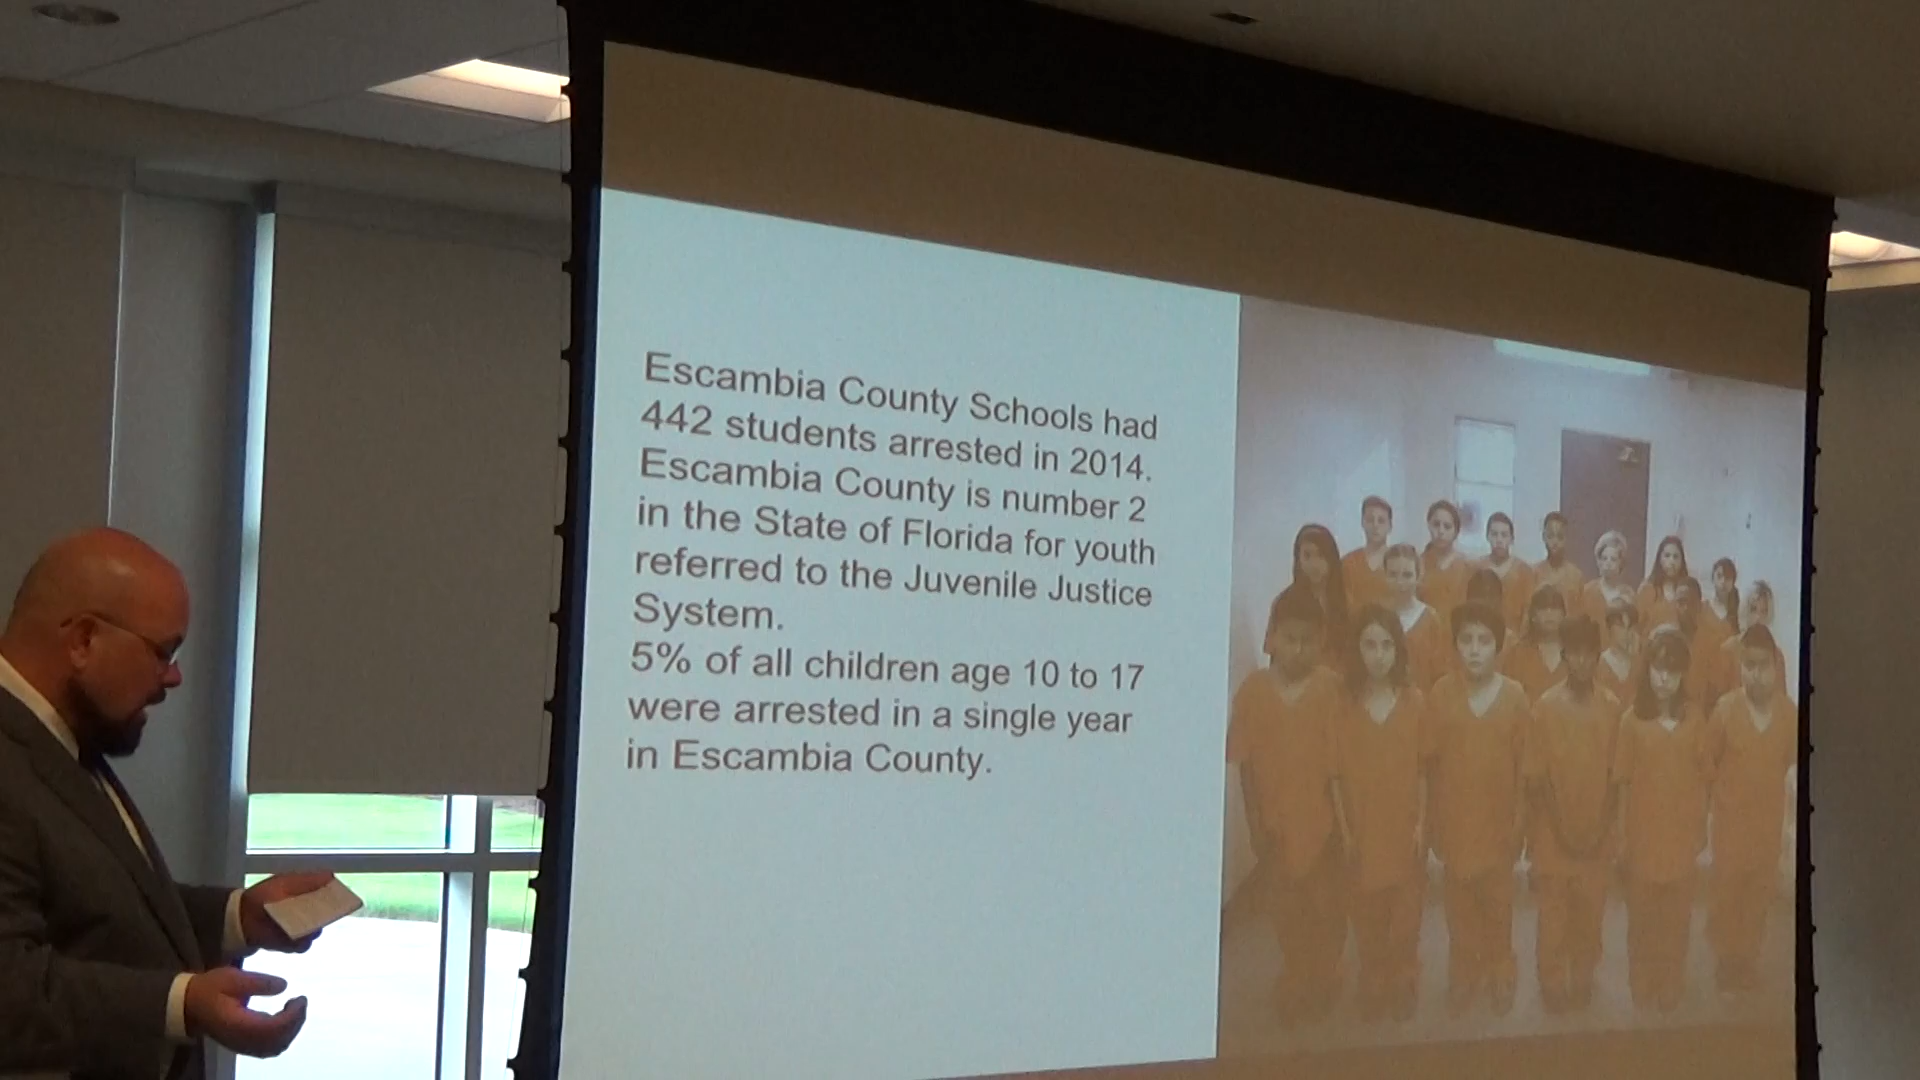 Escambia County Schools had
442 students arrested in 2014.
Escambia County is number 2
in the State of Florida for youth
referred to the Juvenile Justice
System.
5% of all children age 10 to 17
were arrested in a single year
in Escambia County.